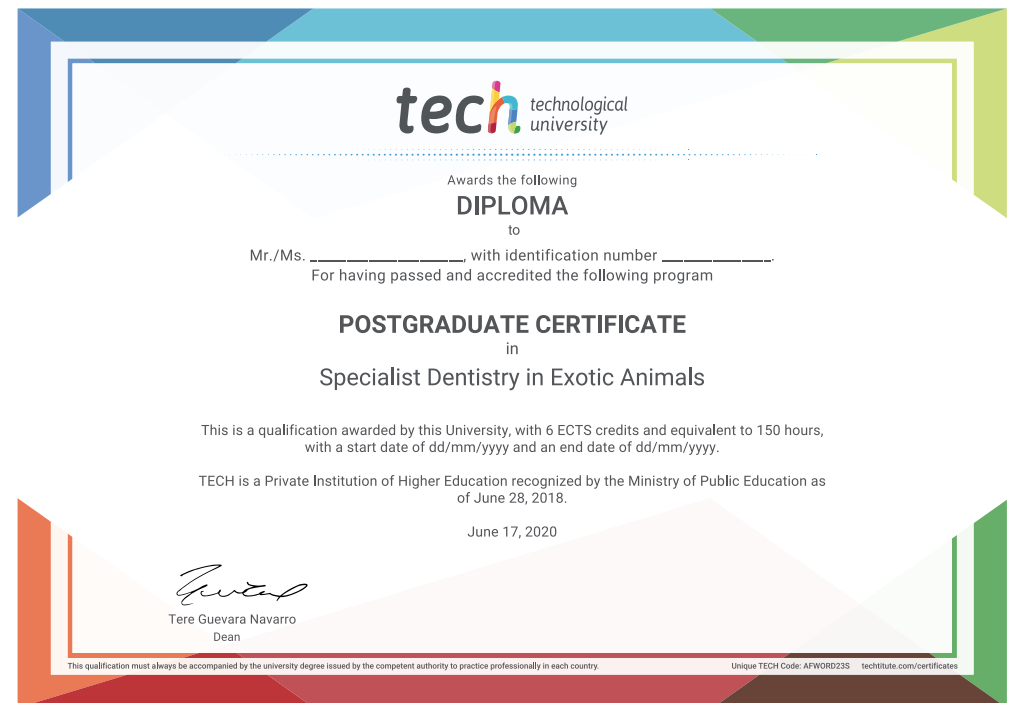 tech technological
university
Awards the following
DIPLOMA
to
Mr./Ms. __________________, with identification number _____________.
For having passed and accredited the following program
POSTGRADUATE CERTIFICATE
in
Specialist Dentistry in Exotic Animals
This is a qualification awarded by this University, with 6 ECTS credits and equivalent to 150 hours,
with a start date of dd/mm/yyyy and an end date of dd/mm/yyyy.
TECH is a Private Institution of Higher Education recognized by the Ministry of Public Education as
of June 28, 2018.
June 17, 2020
Tere Guevara Navarro
Dean
This qualification must always be accompanied by the university degree issued by the competent authority to practice professionally in each country.
Unique TECH Code: AFWORD23S techtitute.com/certificates